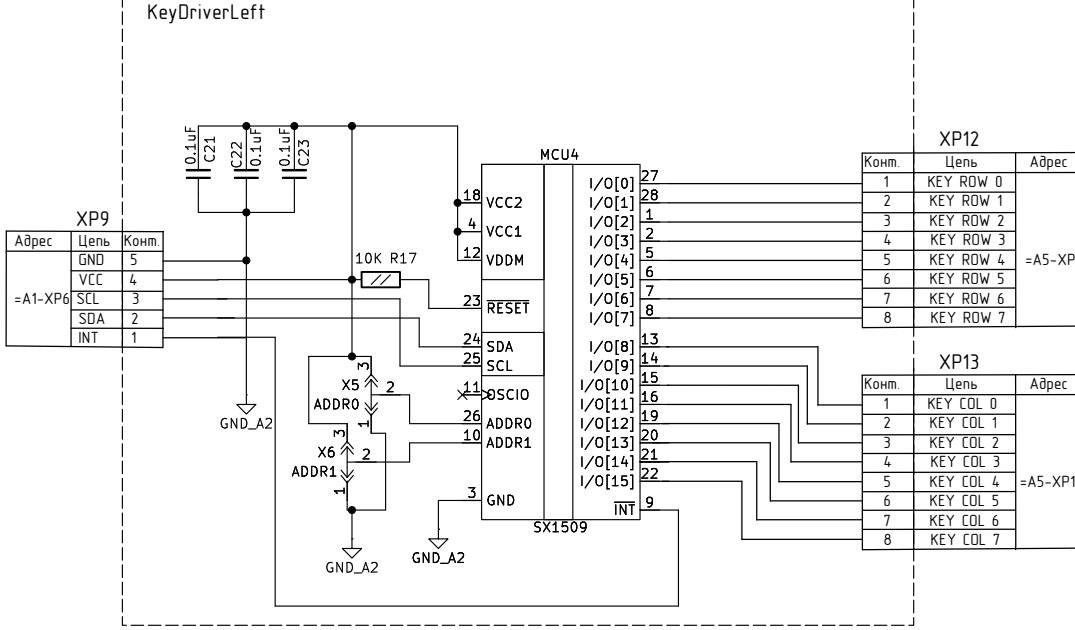 KeyDriverLeft
0.1uF
C21
C22
0.1uF
0.1uF
C23
XP9
Адрес Цепь Конт.
=A1-XP6
GND 5
VCC 4
SCL 3
SDA 2
INT 1
GND_A2
10K R17
X5
ADDR0
3
2
1
X6
ADDR1
3
2
1
GND_A2
GND_A2
MCU4
18 VCC2
4 VCC1
12 VDDM
23 RESET
24 SDA
25 SCL
11 OSCIO
26 ADDR0
10 ADDR1
3 GND
I/O[0] 27
I/O[1] 28
I/O[2] 1
I/O[3] 2
I/O[4] 5
I/O[5] 6
I/O[6] 7
I/O[7] 8
I/O[8] 13
I/O[9] 14
I/O[10] 15
I/O[11] 16
I/O[12] 19
I/O[13] 20
I/O[14] 21
I/O[15] 22
INT 9
SX1509
XP12
Конт. Цепь Адрес
1 KEY ROW 0
2 KEY ROW 1
3 KEY ROW 2
4 KEY ROW 3
5 KEY ROW 4 =A5-XP
6 KEY ROW 5
7 KEY ROW 6
8 KEY ROW 7
XP13
Конт. Цепь Адрес
1 KEY COL 0
2 KEY COL 1
3 KEY COL 2
4 KEY COL 3
5 KEY COL 4 =A5-XP1
6 KEY COL 5
7 KEY COL 6
8 KEY COL 7